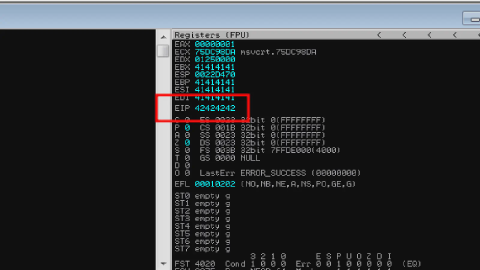 Registers (FPU) < < < < <
EAX 00000001
ECX 75DC98DA msvcrt.75DC98DA
EDX 01250000
EBX 41414141
ESP 0022D470
EBP 41414141
ESI 41414141
EDI 41414141
EIP 42424242
C 0 ES 0023 32bit 0(FFFFFFFF)
P 0 CS 001B 32bit 0(FFFFFFFF)
A 0 SS 0023 32bit 0(FFFFFFFF)
Z 0 DS 0023 32bit 0(FFFFFFFF)
S 0 FS 003B 32bit 7FFDE000(4000)
T 0 GS 0000 NULL
D 0
O 0 LastErr ERROR_SUCCESS (00000000)
EFL 00010202 (NO,NB,NE,A,NS,PO,GE,G)
ST0 empty g
ST1 empty g
ST2 empty g
ST3 empty g
ST4 empty g
ST5 empty g
ST6 empty g
ST7 empty g
3 2 1 0 E S P U O Z D I
FST 4020 Cond 1 0 0 0 Err 0 0 1 0 0 0 0 0 (EQ)